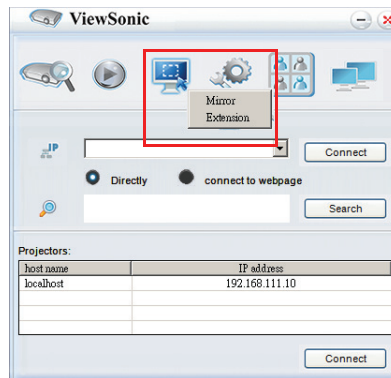 ViewSonic
Mirror
Extension
IP
Connect
Directly
connect to webpage
Search
Projectors:
host name IP address
localhost 192.168.111.10
Connect